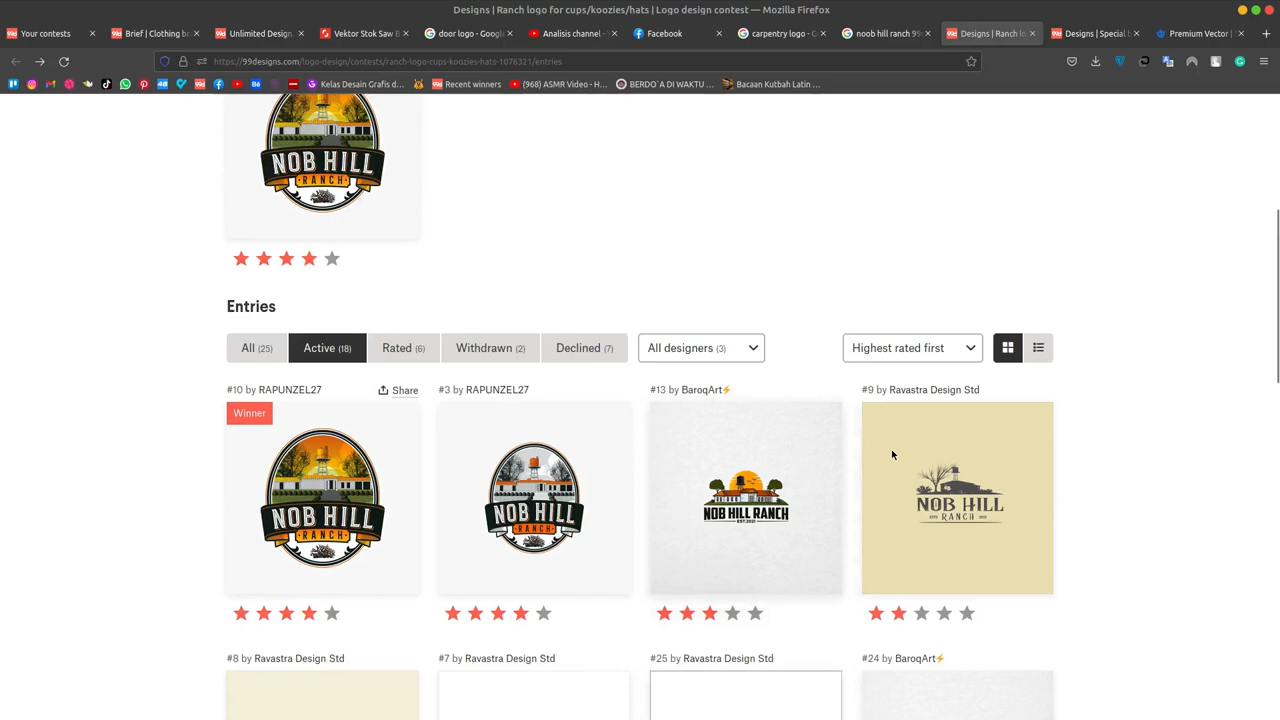 Designs | Ranch logo for cups/koozies/hats | Logo design contest — Mozilla Firefox
Your contests
Brief | Clothing br
Unlimited Design.
Vektor Stok Saw B
door logo - Google
Analisis channel -
Facebook
carpentry logo - G
noob hill ranch 99
Designs | Ranch lo
Designs | Special b
Premium Vector |
https://99designs.com/logo-design/contests/ranch-logo-cups-koozies-hats-1076321/entries
Kelas Desain Grafis d...
Recent winners
(968) ASMR Video - H...
BERDO`A DI WAKTU ...
Bacaan Kutbah Latin ...
NOB HILL
RANCH
Entries
All (25)
Active (18)
Rated (6)
Withdrawn (2)
Declined (7)
All designers (3)
Highest rated first
#10 by RAPUNZEL27
Share
#3 by RAPUNZEL27
#13 by BaroqArt⚡
#9 by Ravastra Design Std
Winner
NOB HILL
RANCH
NOB HILL
RANCH
NOB HILL RANCH
EST.2021
NOB HILL
RANCH
#8 by Ravastra Design Std
#7 by Ravastra Design Std
#25 by Ravastra Design Std
#24 by BaroqArt⚡